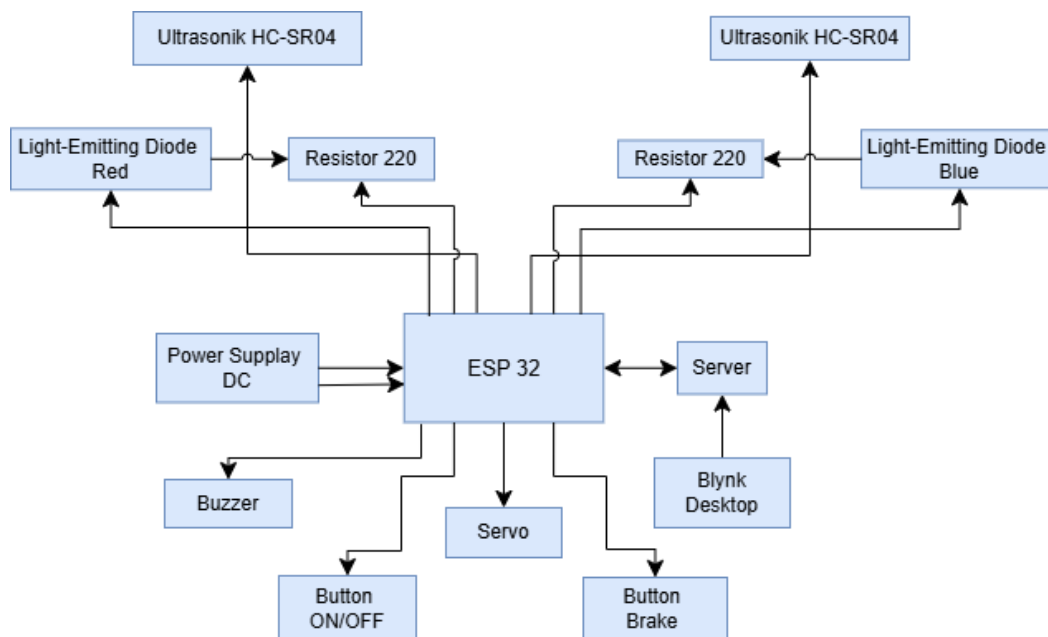 Ultrasonik HC-SR04
Ultrasonik HC-SR04
Light-Emitting Diode
Red
Resistor 220
Resistor 220
Light-Emitting Diode
Blue
Power Supplay
DC
ESP 32
Server
Buzzer
Servo
Blynk
Desktop
Button
ON/OFF
Button
Brake